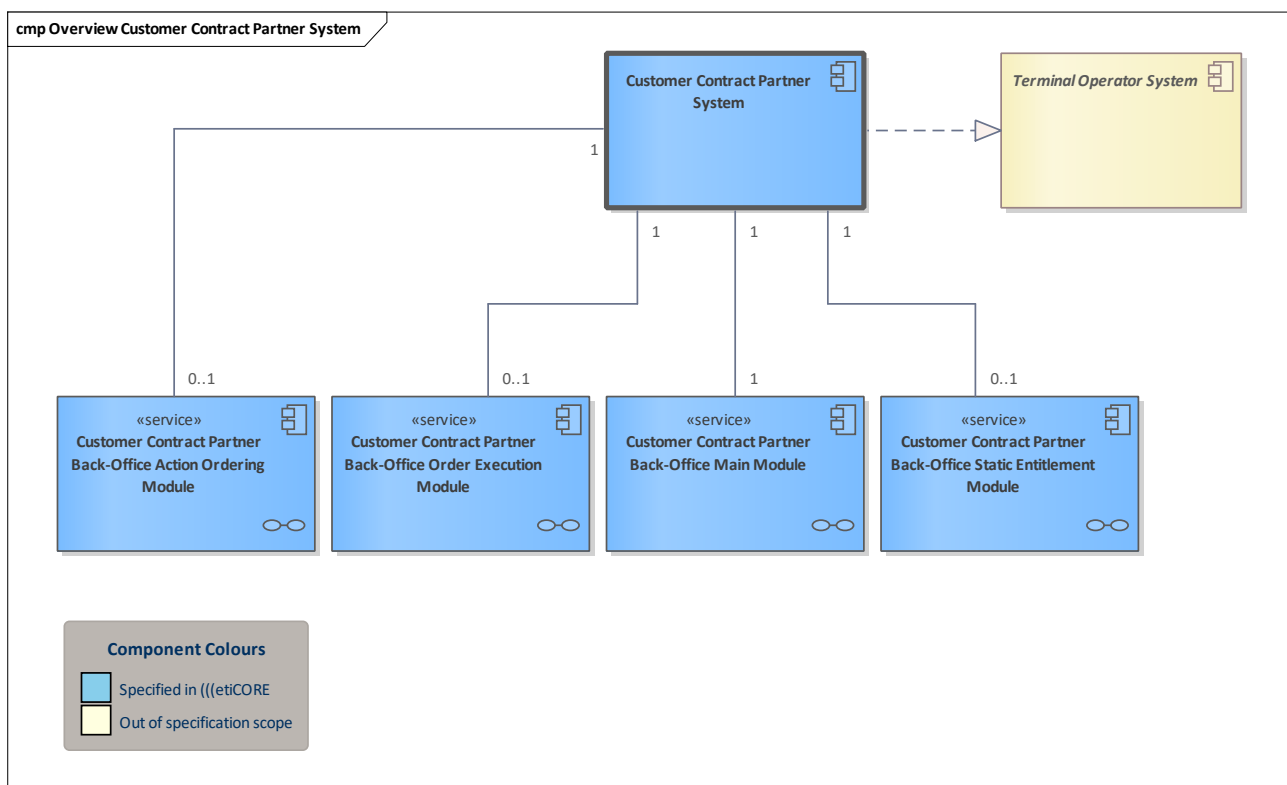 cmp Overview Customer Contract Partner System
Customer Contract Partner
System
Terminal Operator System
1
1
1
1
0..1
0..1
1
0..1
«service»
Customer Contract Partner
Back-Office Action Ordering
Module
«service»
Customer Contract Partner
Back-Office Order Execution
Module
«service»
Customer Contract Partner
Back-Office Main Module
«service»
Customer Contract Partner
Back-Office Static Entitlement
Module
Component Colours
Specified in (((etiCORE
Out of specification scope